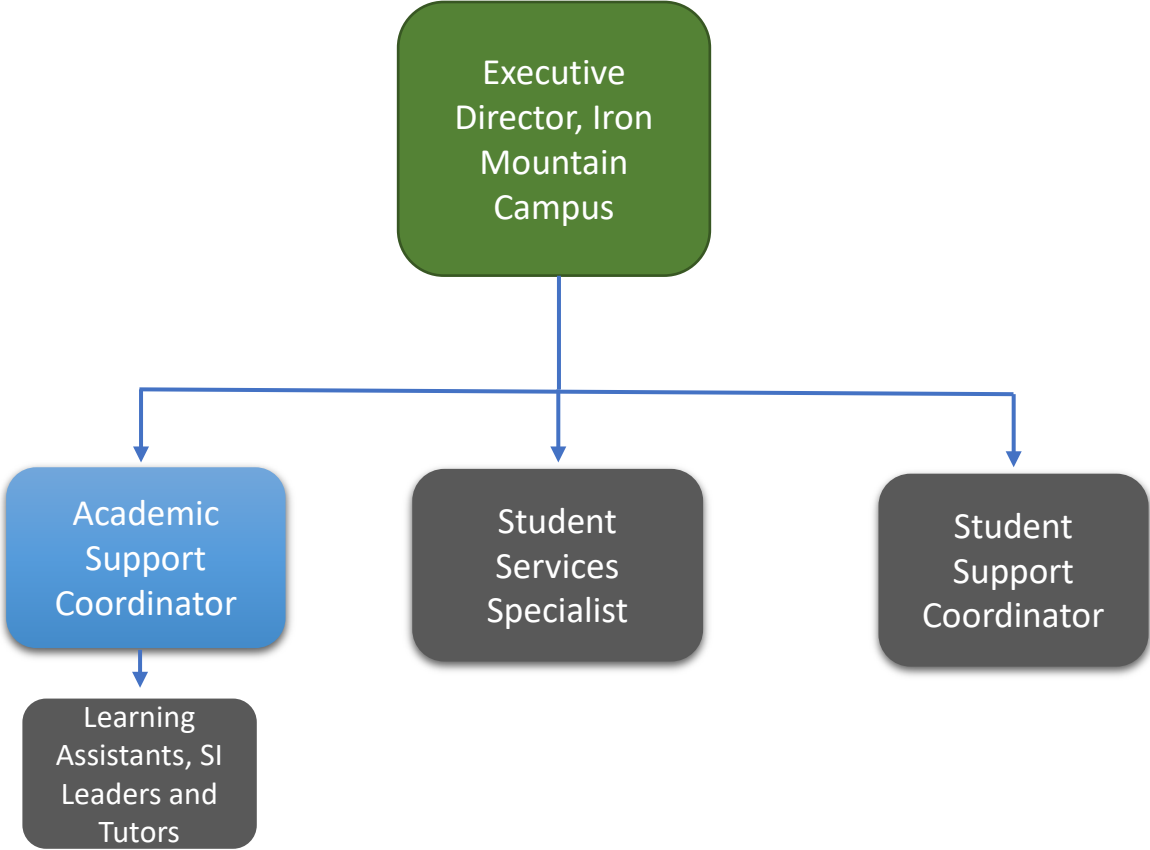 Executive
Director, Iron
Mountain
Campus
Academic
Support
Coordinator
Student
Services
Specialist
Student
Support
Coordinator
Learning
Assistants, SI
Leaders and
Tutors